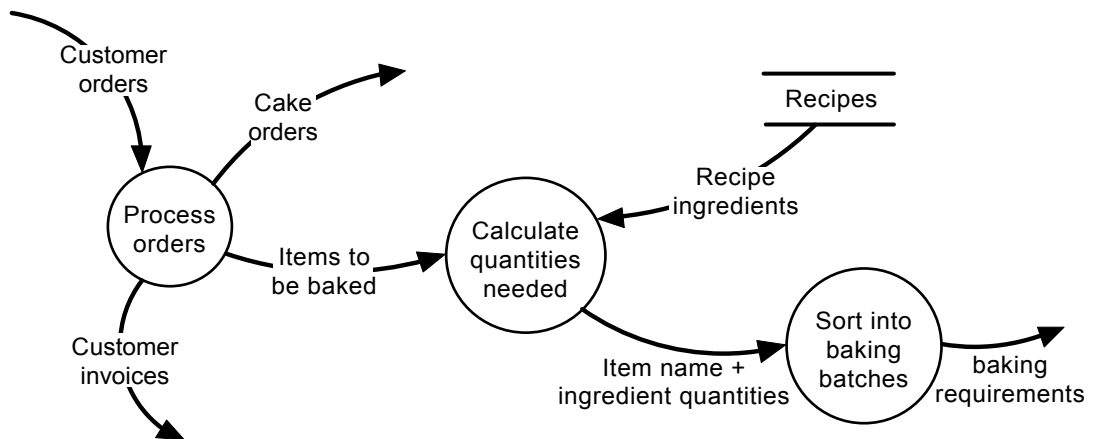 Customer
orders
Cake
orders
Recipes
Process
orders
Recipe
ingredients
Items to
be baked
Calculate
quantities
needed
Customer
invoices
Item name +
ingredient quantities
Sort into
baking
batches
baking
requirements